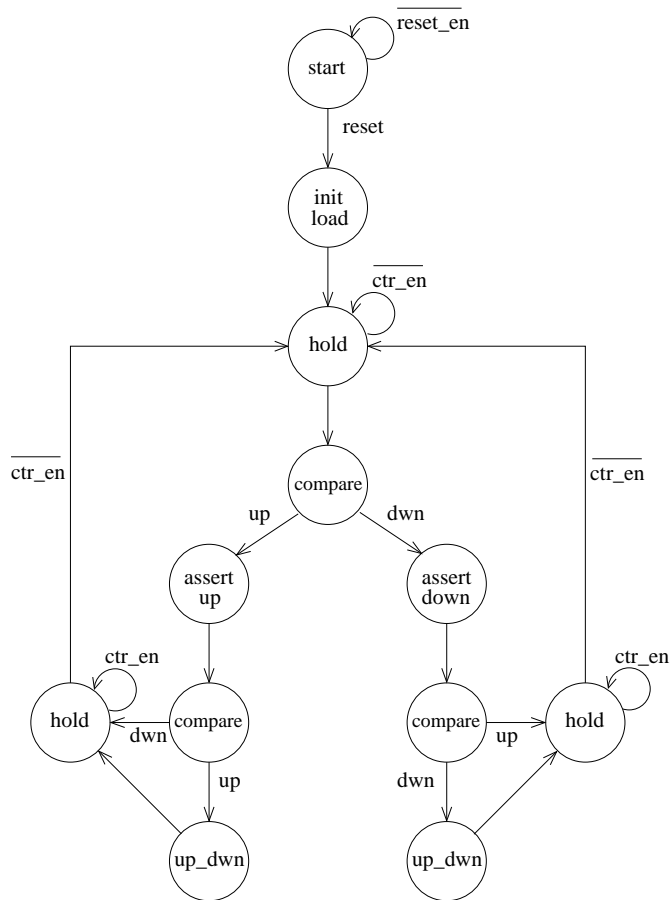 reset_en
start
reset
init
load
ctr_en
hold
ctr_en
ctr_en
compare
up
dwn
assert
up
assert
down
ctr_en
ctr_en
hold
dwn
compare
compare
up
hold
up
dwn
up_dwn
up_dwn